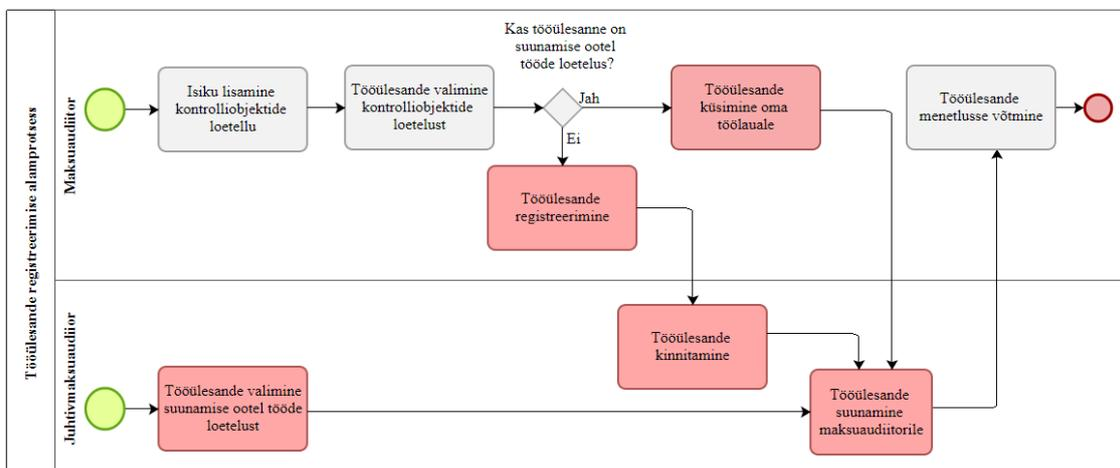 Tööülesande registreerimise alamprotsess
Maksuaudiitor
Isiku lisamine
kontrolliobjektide
loetellu
Tööülesande valimine
kontrolliobjektide
loetelust
Kas tööülesanne on
suunamise ootel
tööde loetelus?
Jah
Ei
Tööülesande
küsimine oma
töölauale
Tööülesande
menetlusse võtmine
Tööülesande
registreerimine
Juhtivmaksuaudiior
Tööülesande valimine
suunamise ootel tööde
loetelust
Tööülesande
kinnitamine
Tööülesande
suunamine
maksuaudiitorile